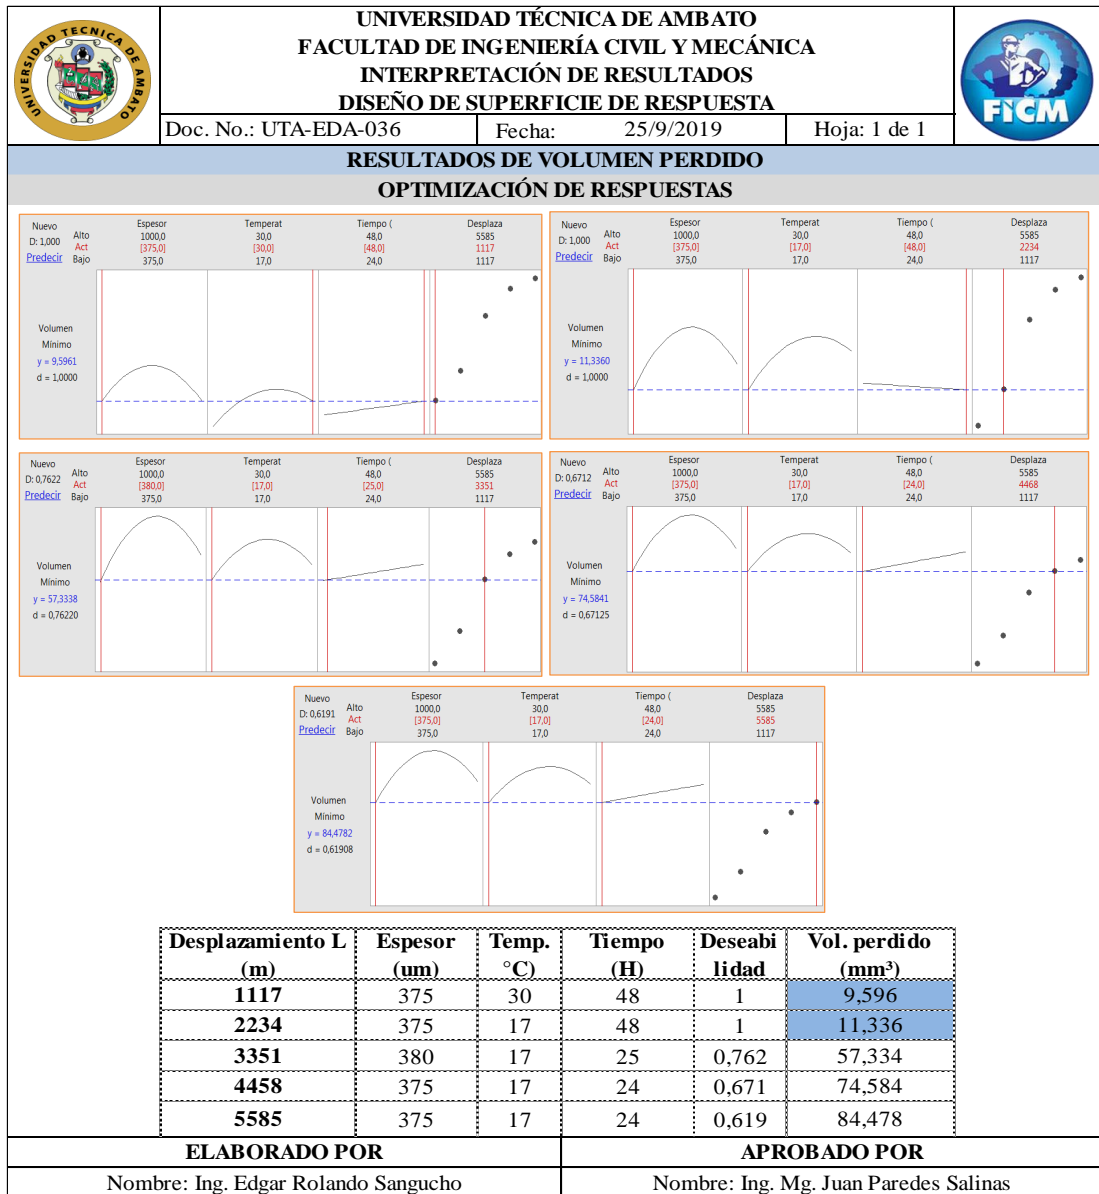 UNIVERSIDAD TÉCNICA DE AMBATO
FACULTAD DE INGENIERÍA CIVIL Y MECÁNICA
INTERPRETACIÓN DE RESULTADOS
DISEÑO DE SUPERFICIE DE RESPUESTA
UNIVERSIDAD TECNICA DE AMBATO
FICM
Doc. No.: UTA-EDA-036 Fecha: 25/9/2019 Hoja: 1 de 1
RESULTADOS DE VOLUMEN PERDIDO
OPTIMIZACIÓN DE RESPUESTAS
Nuevo Espesor Temperat Tiempo ( Desplaza
D: 1,000 Alto 1000,0 30,0 48,0 5585
Act [375,0] [30,0] [48,0] 1117
Predecir Bajo 375,0 17,0 24,0 1117
Volumen
Mínimo
y = 9,5961
d = 1,0000
Nuevo Espesor Temperat Tiempo ( Desplaza
D: 1,000 Alto 1000,0 30,0 48,0 5585
Act [375,0] [17,0] [48,0] 2234
Predecir Bajo 375,0 17,0 24,0 1117
Volumen
Mínimo
y = 11,3360
d = 1,0000
Nuevo Espesor Temperat Tiempo ( Desplaza
D: 0,7622 Alto 1000,0 30,0 48,0 5585
Act [380,0] [17,0] [25,0] 3351
Predecir Bajo 375,0 17,0 24,0 1117
Volumen
Mínimo
y = 57,3338
d = 0,76220
Nuevo Espesor Temperat Tiempo ( Desplaza
D: 0,6712 Alto 1000,0 30,0 48,0 5585
Act [375,0] [17,0] [24,0] 4468
Predecir Bajo 375,0 17,0 24,0 1117
Volumen
Mínimo
y = 74,5841
d = 0,67125
Nuevo Espesor Temperat Tiempo ( Desplaza
D: 0,6191 Alto 1000,0 30,0 48,0 5585
Act [375,0] [17,0] [24,0] 5585
Predecir Bajo 375,0 17,0 24,0 1117
Volumen
Mínimo
y = 84,4782
d = 0,61908
Desplazamiento L Espesor Temp. Tiempo Deseabi Vol. perdido
(m) (um) °C) (H) lidad (mm³)
1117 375 30 48 1 9,596
2234 375 17 48 1 11,336
3351 380 17 25 0,762 57,334
4458 375 17 24 0,671 74,584
5585 375 17 24 0,619 84,478
ELABORADO POR APROBADO POR
Nombre: Ing. Edgar Rolando Sangucho Nombre: Ing. Mg. Juan Paredes Salinas